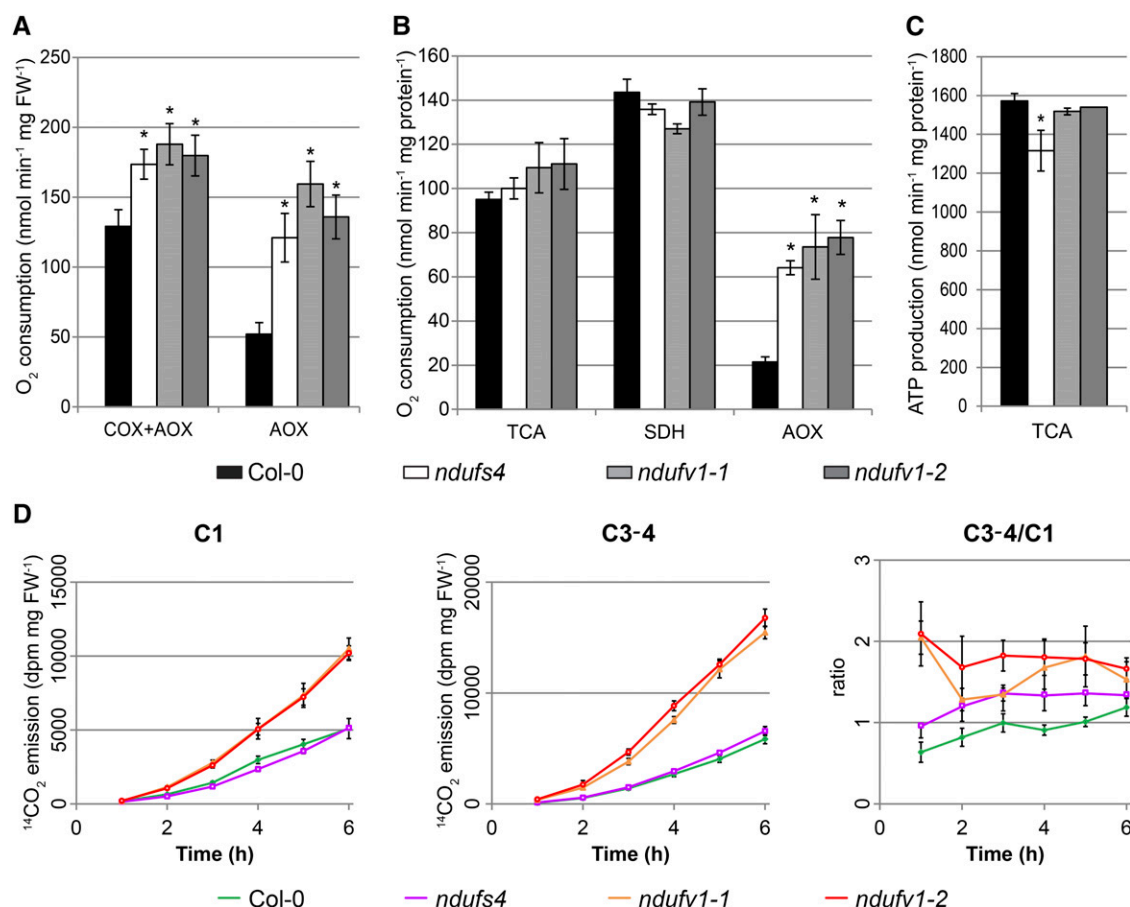 A
O₂ consumption (nmol min⁻¹ mg FW⁻¹)
250
200
150
100
50
0
* * * * * *
COX+AOX AOX
B
O₂ consumption (nmol min⁻¹ mg protein⁻¹)
160
140
120
100
80
60
40
20
0
* * *
TCA SDH AOX
C
ATP production (nmol min⁻¹ mg protein⁻¹)
1800
1600
1400
1200
1000
800
600
400
200
0
*
TCA
Col-0 ndufs4 ndufv1-1 ndufv1-2
D
C1
¹⁴CO₂ emission (dpm mg FW⁻¹)
15000
10000
5000
0
0 2 4 6
Time (h)
C3-4
¹⁴CO₂ emission (dpm mg FW⁻¹)
20000
10000
0
0 2 4 6
Time (h)
C3-4/C1
ratio
3
2
1
0
0 2 4 6
Time (h)
Col-0 ndufs4 ndufv1-1 ndufv1-2